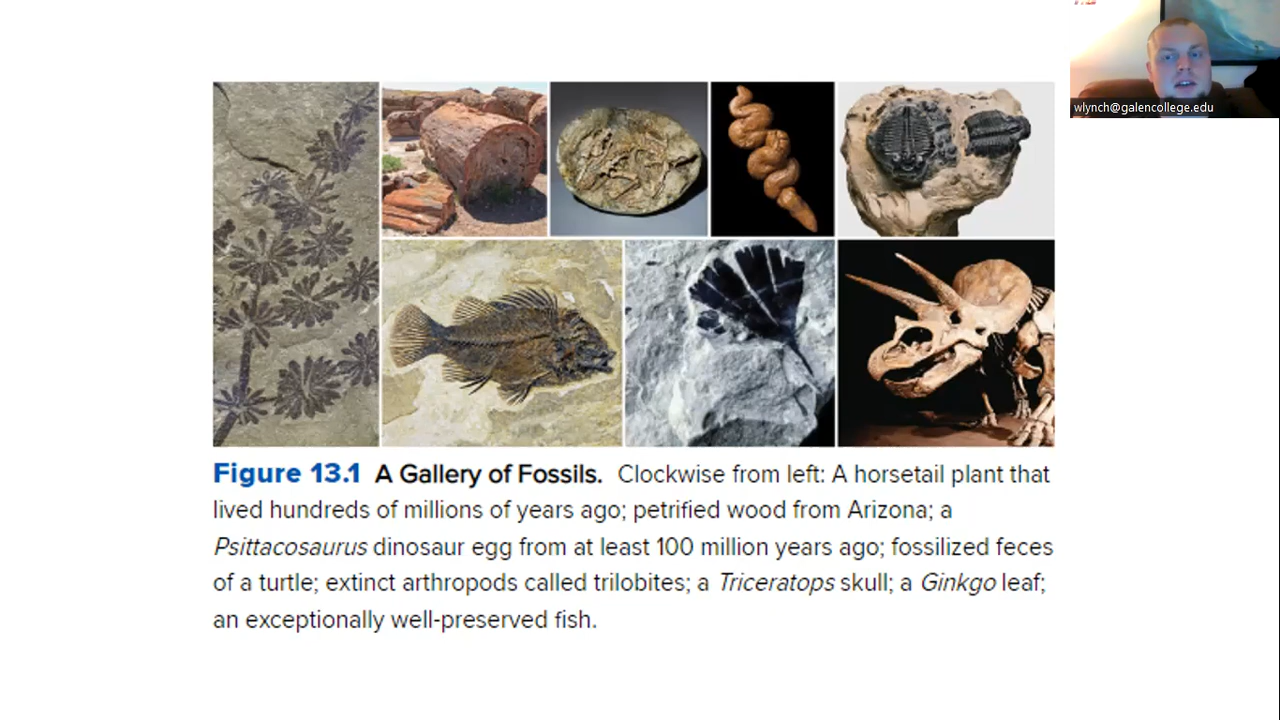 wlynch@galencollege.edu
Figure 13.1 A Gallery of Fossils. Clockwise from left: A horsetail plant that
lived hundreds of millions of years ago; petrified wood from Arizona; a
Psittacosaurus dinosaur egg from at least 100 million years ago; fossilized feces
of a turtle; extinct arthropods called trilobites; a Triceratops skull; a Ginkgo leaf;
an exceptionally well-preserved fish.